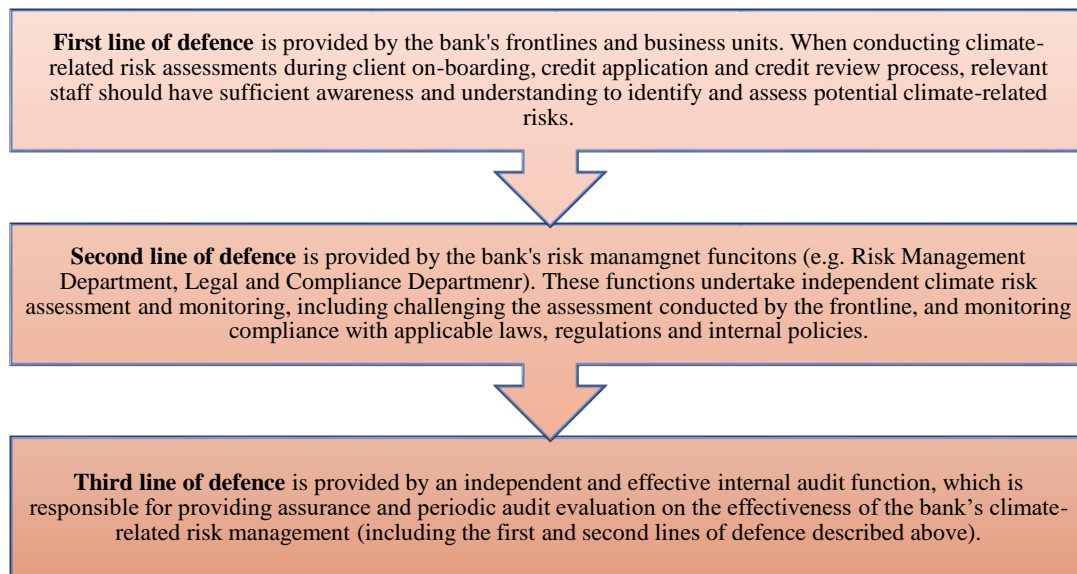 First line of defence is provided by the bank's frontlines and business units. When conducting climate-
related risk assessments during client on-boarding, credit application and credit review process, relevant
staff should have sufficient awareness and understanding to identify and assess potential climate-related
risks.
Second line of defence is provided by the bank's risk manamgnet funcitons (e.g. Risk Management
Department, Legal and Compliance Departmenr). These functions undertake independent climate risk
assessment and monitoring, including challenging the assessment conducted by the frontline, and monitoring
compliance with applicable laws, regulations and internal policies.
Third line of defence is provided by an independent and effective internal audit function, which is
responsible for providing assurance and periodic audit evaluation on the effectiveness of the bank’s climate-
related risk management (including the first and second lines of defence described above).